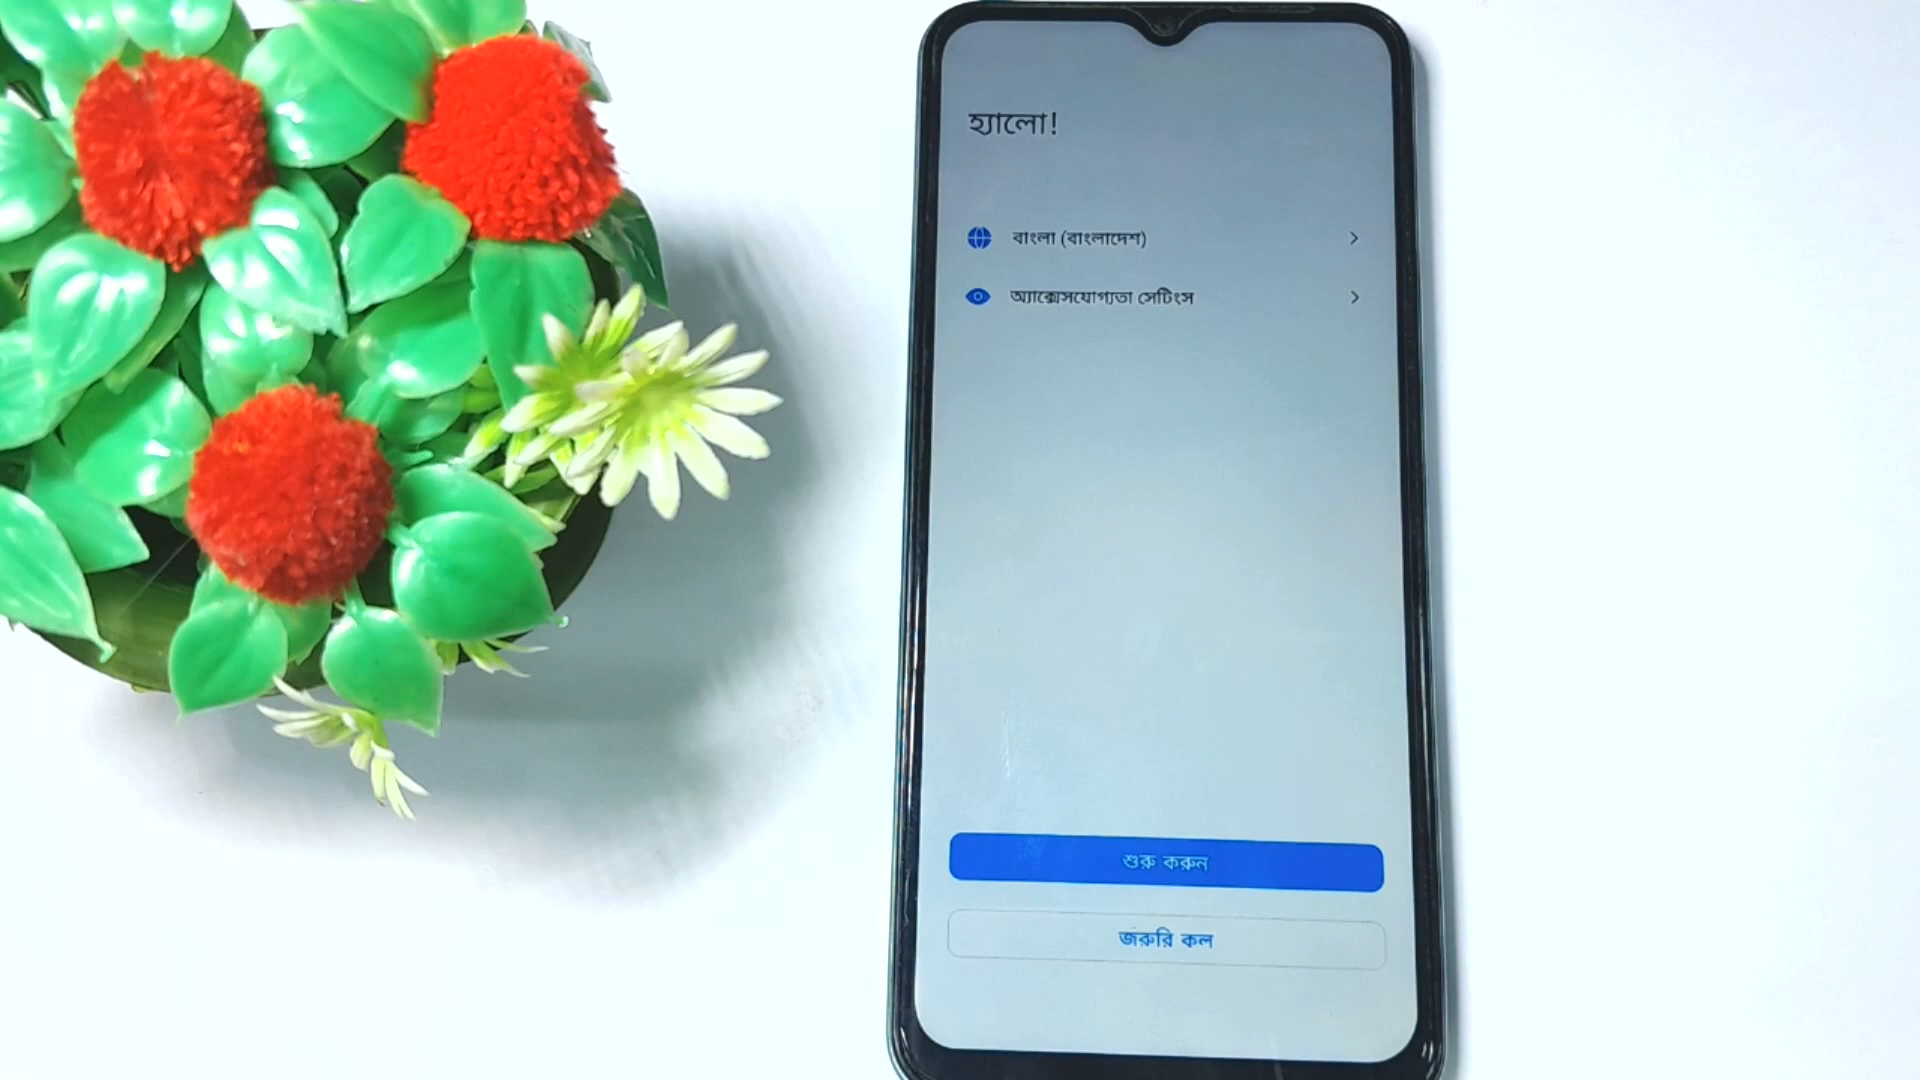 হ্যালো!
বাংলা (বাংলাদেশ)
অ্যাক্সেসযোগ্যতা সেটিংস
শুরু করুন
জরুরি কল